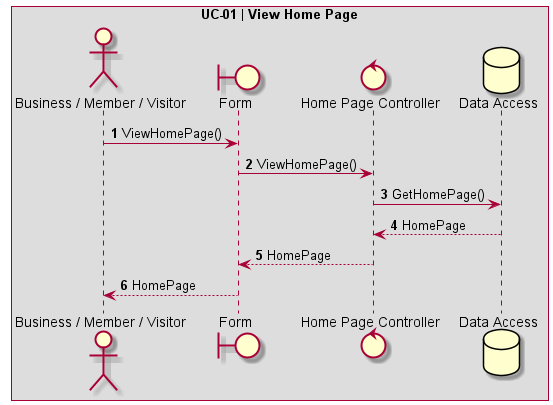 UC-01 | View Home Page
Business / Member / Visitor Form Home Page Controller Data Access
1 ViewHomePage()
2 ViewHomePage()
3 GetHomePage()
4 HomePage
5 HomePage
6 HomePage
Business / Member / Visitor Form Home Page Controller Data Access